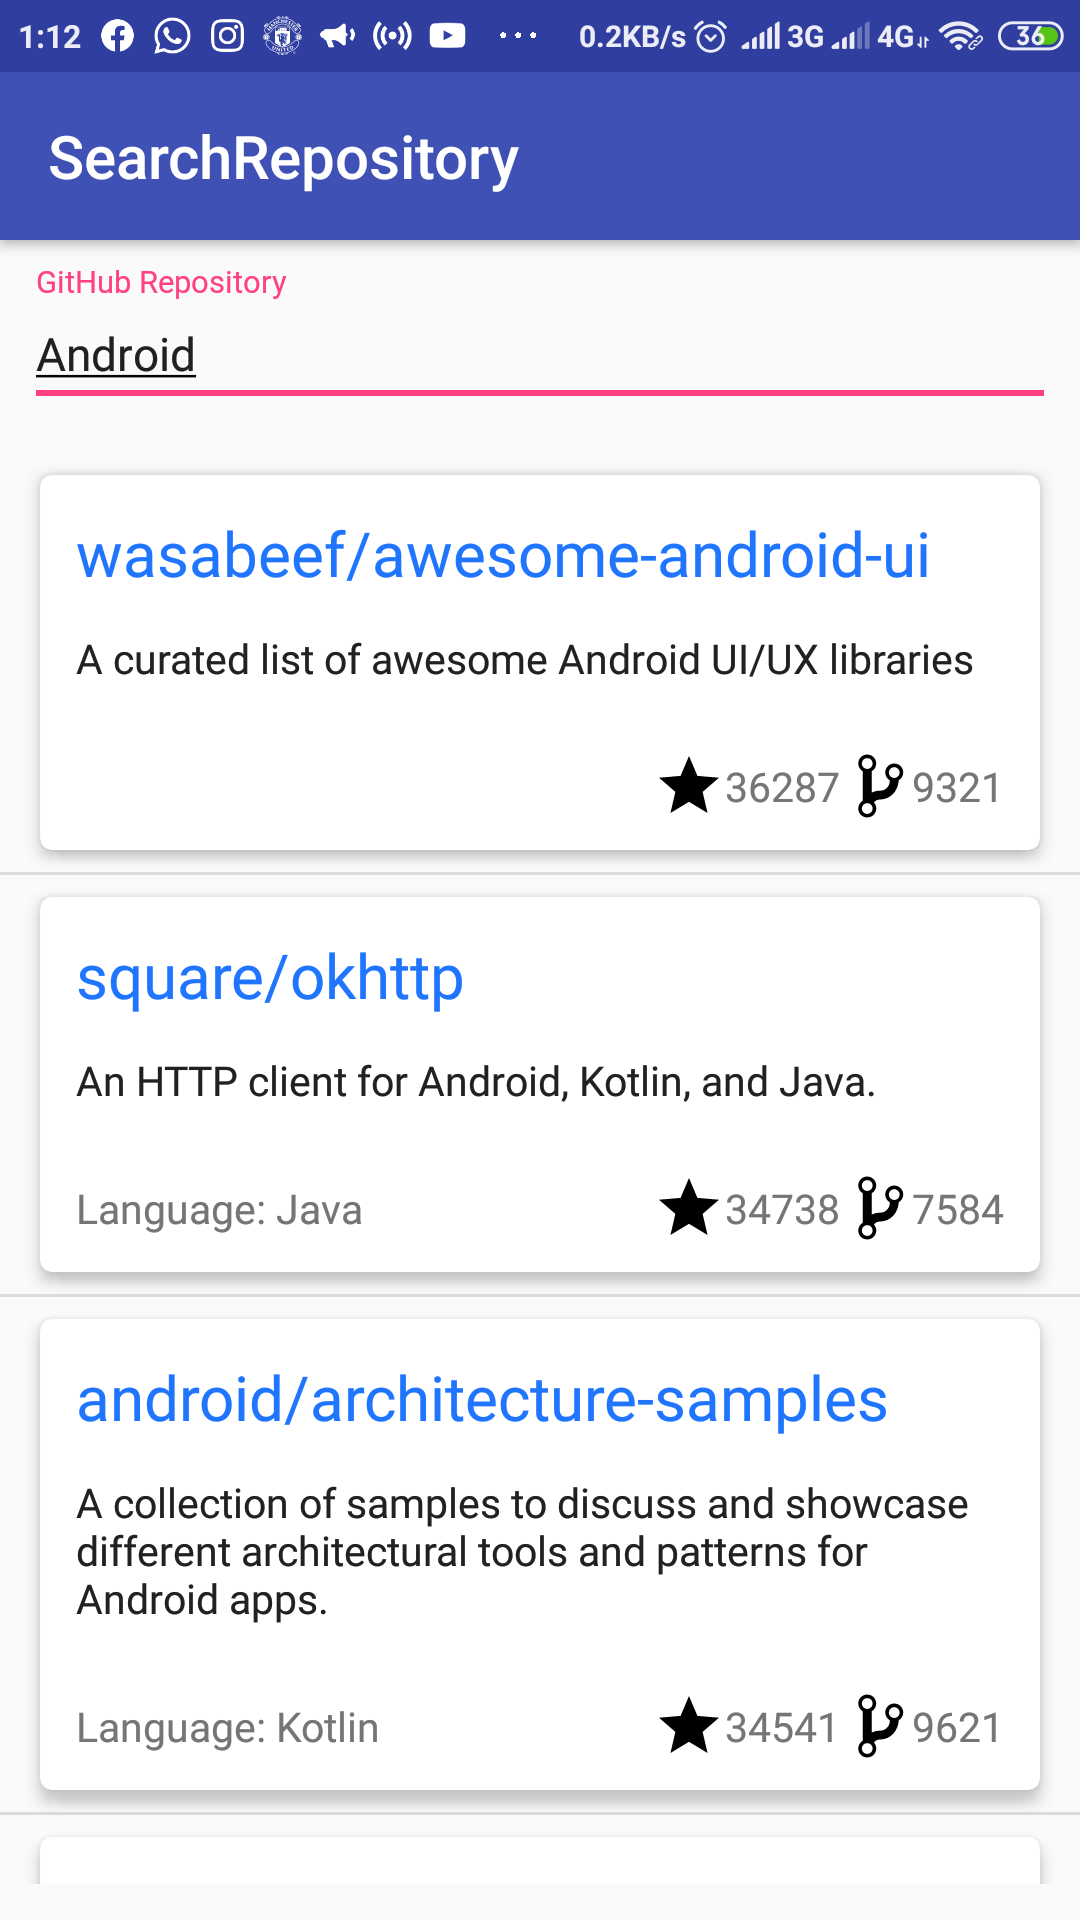 1:12 0.2KB/s 3G 4G 36
SearchRepository
GitHub Repository
Android
wasabeef/awesome-android-ui
A curated list of awesome Android UI/UX libraries
36287 9321
square/okhttp
An HTTP client for Android, Kotlin, and Java.
Language: Java 34738 7584
android/architecture-samples
A collection of samples to discuss and showcase
different architectural tools and patterns for
Android apps.
Language: Kotlin 34541 9621